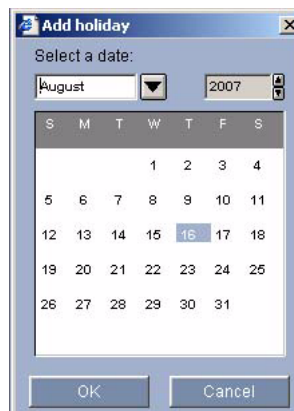 Add holiday
Select a date:
August 2007
S M T W T F S
1 2 3 4
5 6 7 8 9 10 11
12 13 14 15 16 17 18
19 20 21 22 23 24 25
26 27 28 29 30 31
OK Cancel